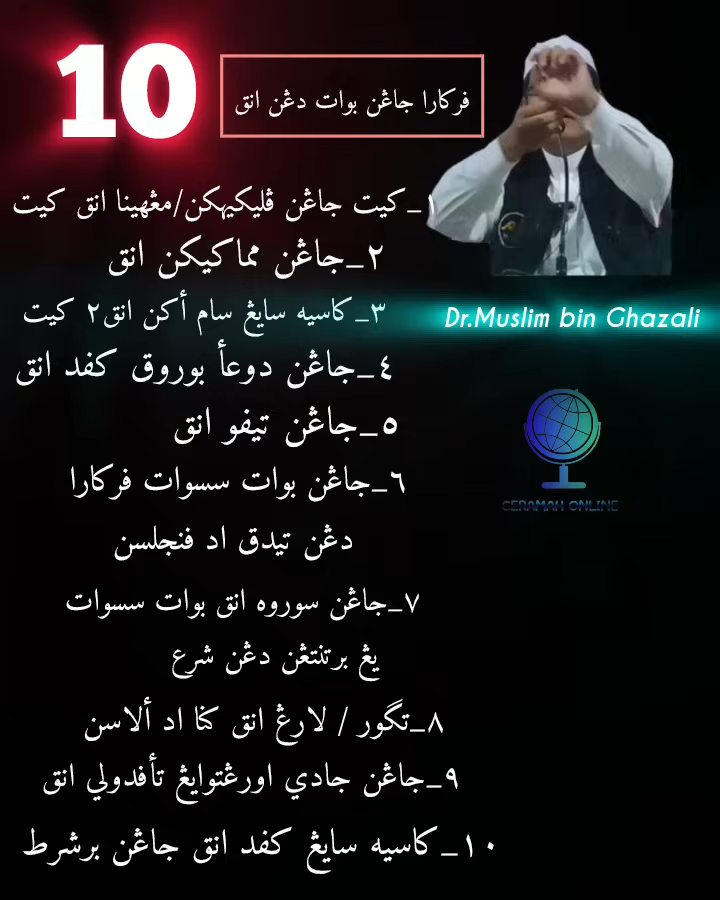 10
فركارا جاڠن بوات دڠن انق
١_كيت جاڠن ڤليكيهكن/مڠهينا انق كيت
٢_جاڠن مماكيكن انق
٣_كاسيه سايڠ سام أكن انق٢ كيت
٤_جاڠن دوعأ بوروق كفد انق
٥_جاڠن تيفو انق
٦_جاڠن بوات سسوات فركارا
دڠن تيدق اد فنجلسن
٧_جاڠن سوروه انق بوات سسوات
يڠ برتنتڠن دڠن شرع
٨_تگور / لارڠ انق كنا اد ألاسن
٩_جاڠن جادي اورڠتوايڠ تأفدولي انق
١٠_كاسيه سايڠ كفد انق جاڠن برشرط
Dr.Muslim bin Ghazali
CERAMAH ONLINE